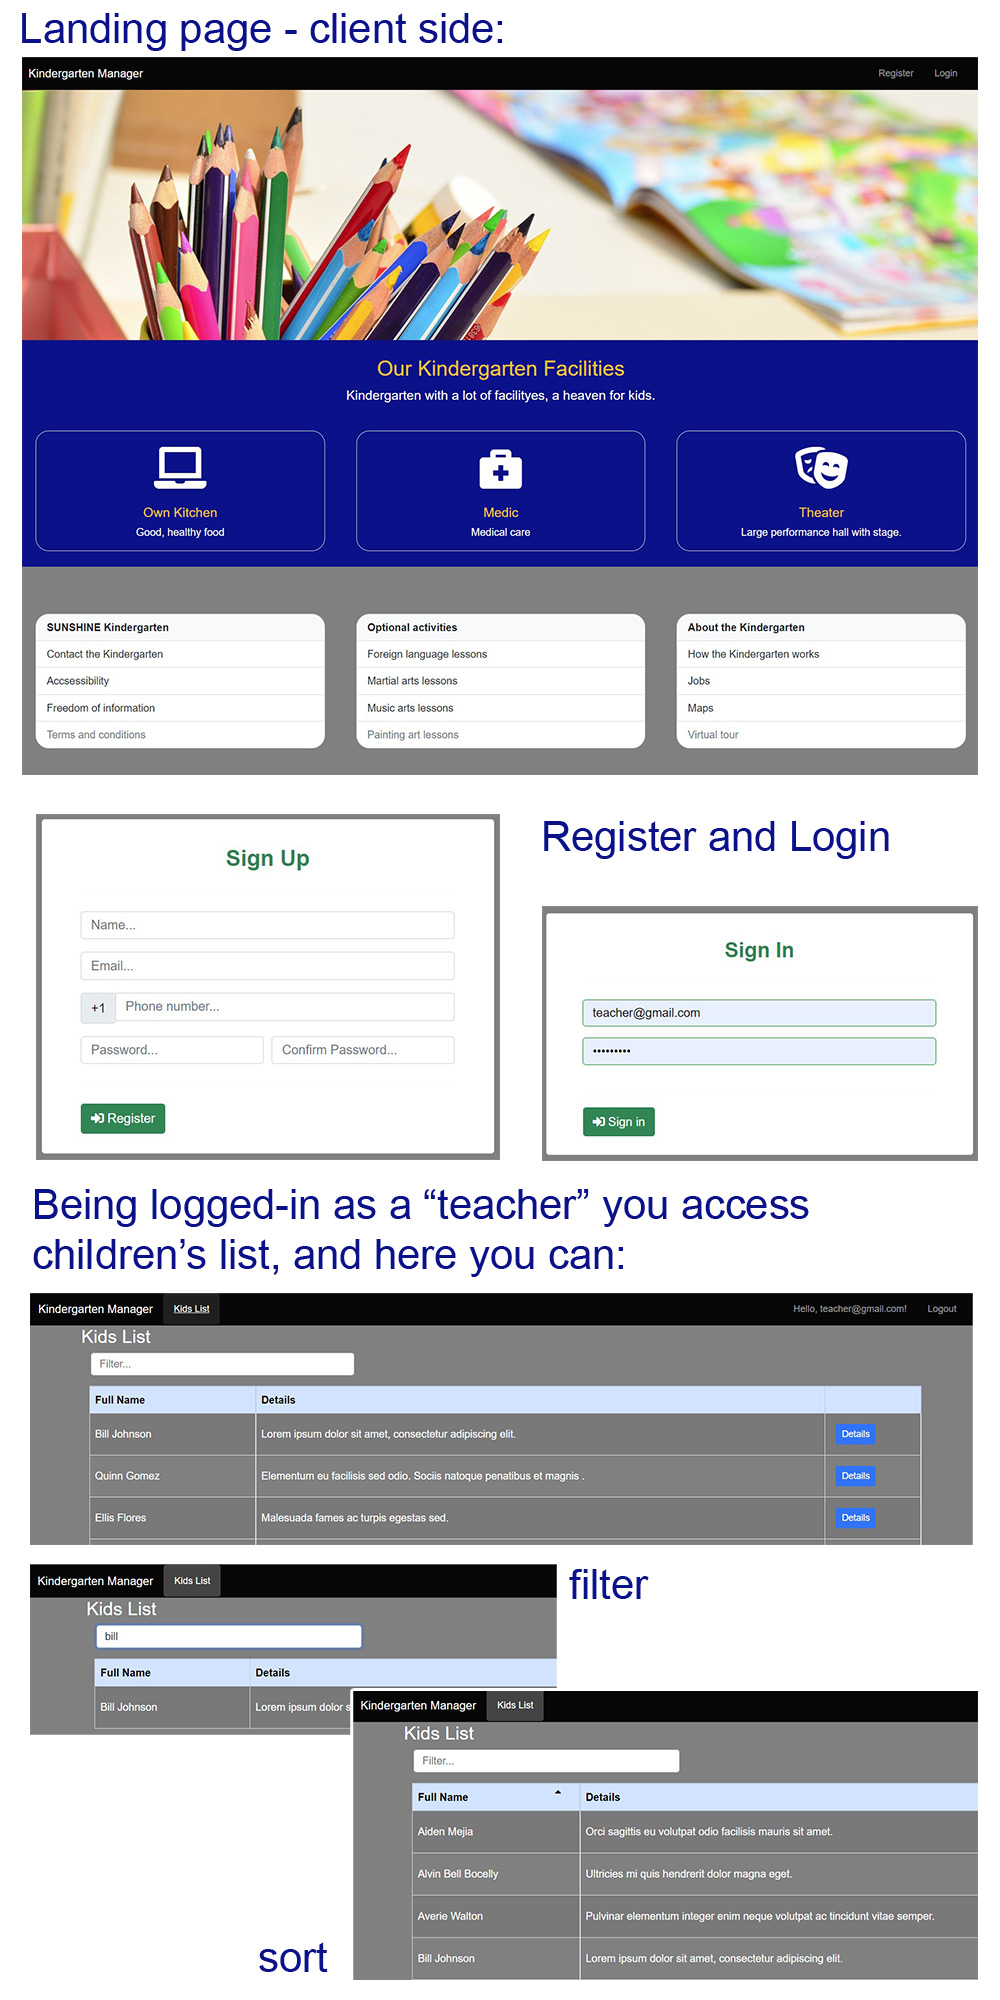 Landing page - client side:
Kindergarten Manager Register Login
Our Kindergarten Facilities
Kindergarten with a lot of facilityes, a heaven for kids.
Own Kitchen
Good, healthy food
Medic
Medical care
Theater
Large performance hall with stage.
SUNSHINE Kindergarten
Contact the Kindergarten
Accsessibility
Freedom of information
Terms and conditions
Optional activities
Foreign language lessons
Martial arts lessons
Music arts lessons
Painting art lessons
About the Kindergarten
How the Kindergarten works
Jobs
Maps
Virtual tour
Sign Up
Name...
Email...
+1 Phone number...
Password... Confirm Password...
Register
Register and Login
Sign In
teacher@gmail.com
•••••••••
Sign in
Being logged-in as a “teacher” you access
children’s list, and here you can:
Kindergarten Manager Kids List Hello, teacher@gmail.com! Logout
Kids List
Filter...
Full Name Details
Bill Johnson Lorem ipsum dolor sit amet, consectetur adipiscing elit. Details
Quinn Gomez Elementum eu facilisis sed odio. Sociis natoque penatibus et magnis . Details
Ellis Flores Malesuada fames ac turpis egestas sed. Details
filter
Kindergarten Manager Kids List
Kids List
bill
Full Name Details
Bill Johnson Lorem ipsum dolor s
Kindergarten Manager Kids List
Kids List
Filter...
Full Name Details
Aiden Mejia Orci sagittis eu volutpat odio facilisis mauris sit amet.
Alvin Bell Bocelly Ultricies mi quis hendrerit dolor magna eget.
Averie Walton Pulvinar elementum integer enim neque volutpat ac tincidunt vitae semper.
Bill Johnson Lorem ipsum dolor sit amet, consectetur adipiscing elit.
sort